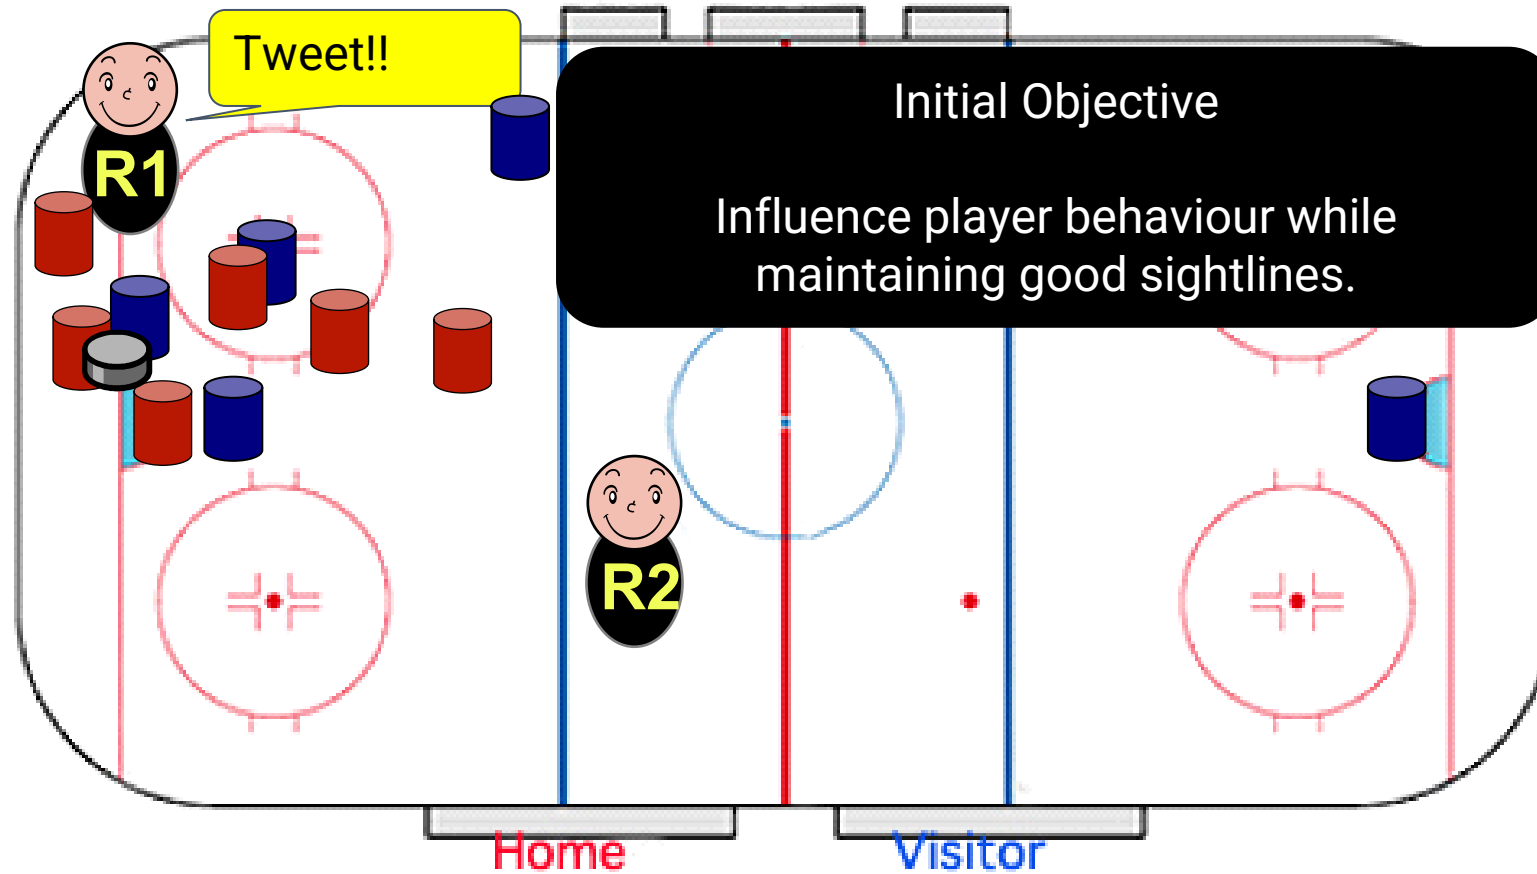 Tweet!!
Initial Objective
Influence player behaviour while
maintaining good sightlines.
R1
R2
Home
Visitor